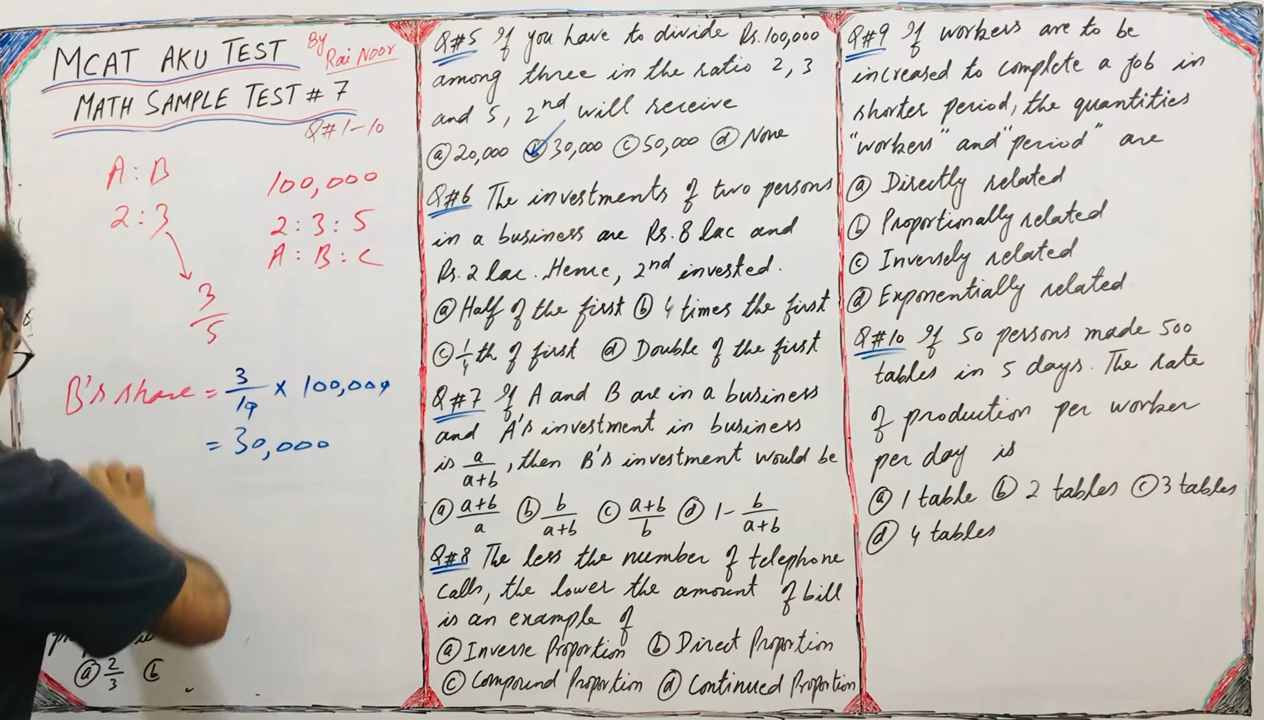 MCAT AKU TEST
By Rai Noor
MATH SAMPLE TEST # 7
Q#1-10
A : B
2 : 3
3/5
100,000
2 : 3 : 5
A : B : C
B's share = 3/10 × 100,000
= 30,000
(a) 2/3 (b)
Q#5 If you have to divide Rs.100,000
among three in the ratio 2, 3
and 5, 2nd will receive
(a) 20,000 (b) 30,000 (c) 50,000 (d) None
Q#6 The investments of two persons
in a business are Rs. 8 lac and
Rs. 2 lac. Hence, 2nd invested.
(a) Half of the first (b) 4 times the first
(c) 1/4 th of first (d) Double of the first
Q#7 If A and B are in a business
and A's investment in business
is a/a+b, then B's investment would be
(a) a+b/a (b) b/a+b (c) a+b/b (d) 1 - b/a+b
Q#8 The less the number of telephone
calls, the lower the amount of bill
is an example of
(a) Inverse Proportion (b) Direct Proportion
(c) Compound Proportion (d) Continued Proportion
Q#9 If workers are to be
increased to complete a job in
shorter period, the quantities
"workers" and "period" are
(a) Directly related
(b) Proportionally related
(c) Inversely related
(d) Exponentially related
Q#10 If 50 persons made 500
tables in 5 days. The rate
of production per worker
per day is
(a) 1 table (b) 2 tables (c) 3 tables
(d) 4 tables